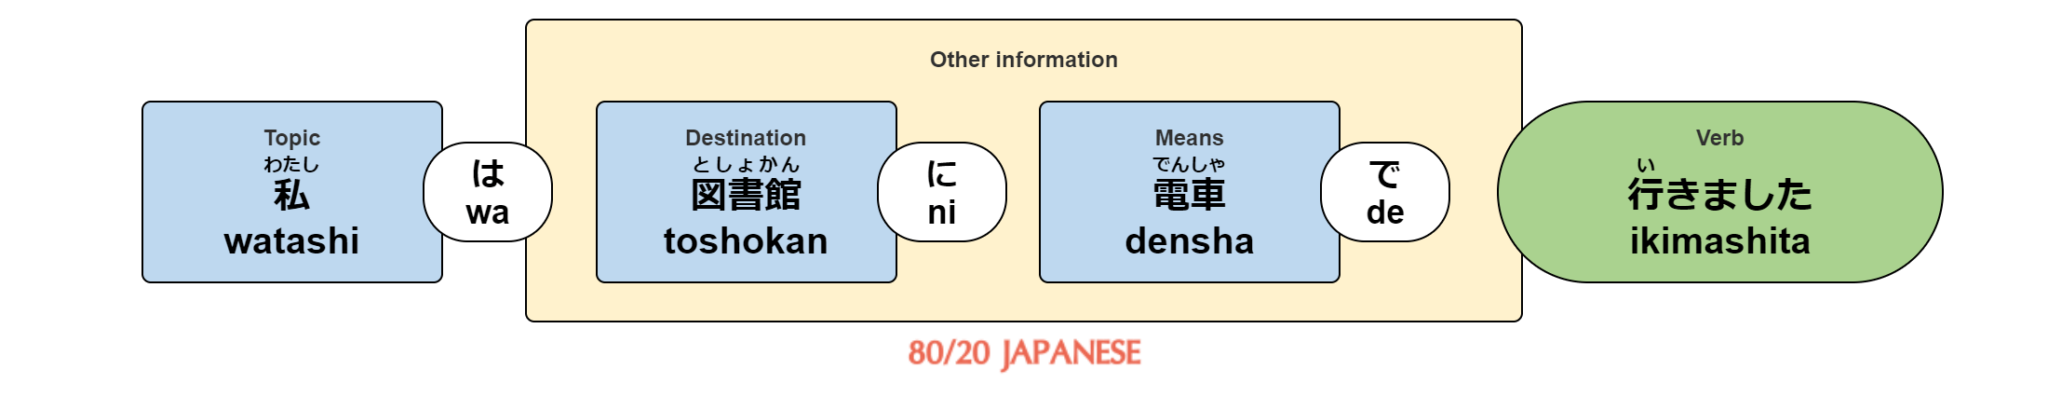 Other information
Topic
わたし
私
watashi
は
wa
Destination
としょかん
図書館
toshokan
に
ni
Means
でんしゃ
電車
densha
で
de
Verb
い
行きました
ikimashita
80/20 JAPANESE